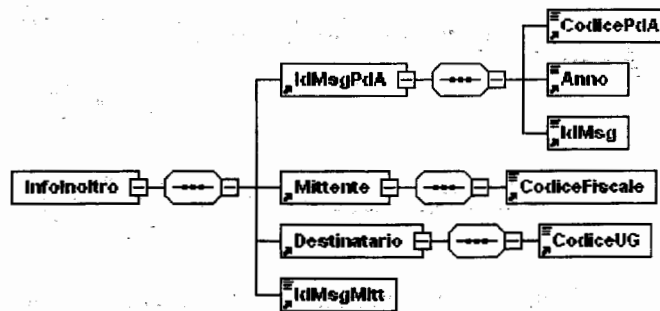 CodicePdA
IdMsgPdA
Anno
IdMsg
InfoInoltro
Mittente
CodiceFiscale
Destinatario
CodiceUG
IdMsgMitt